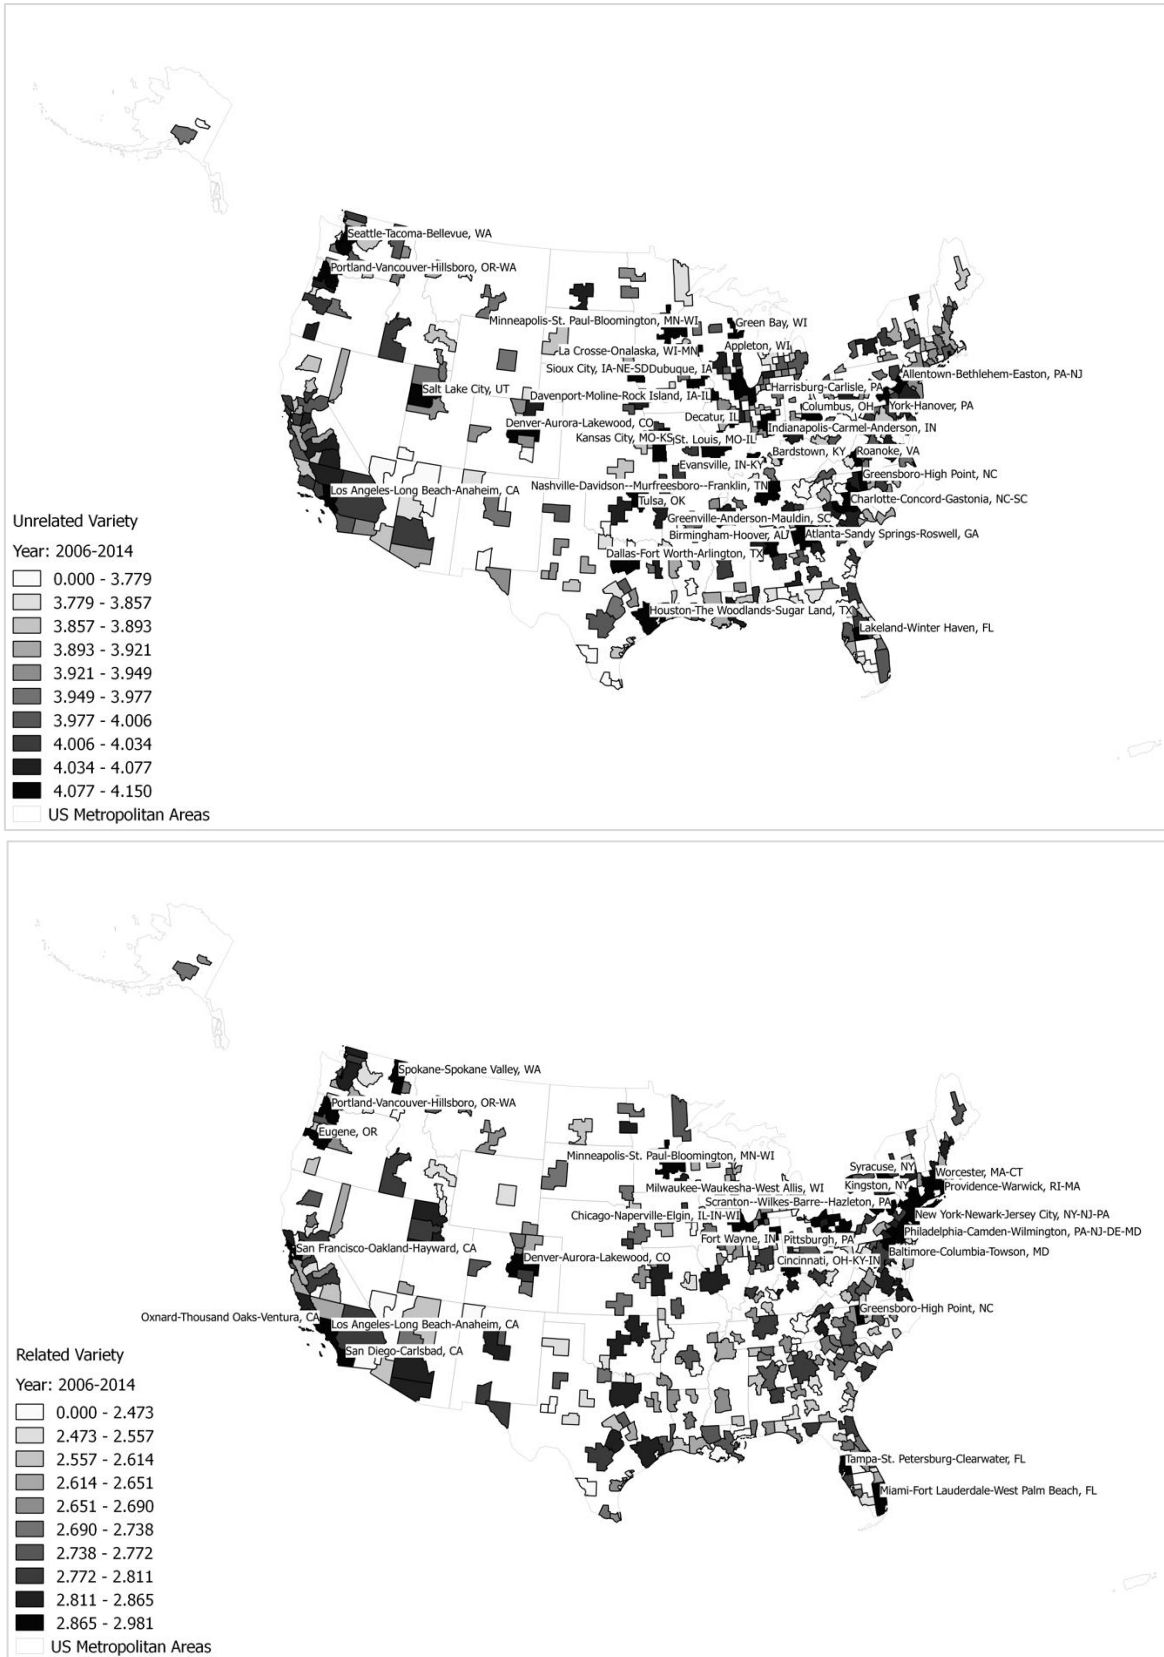 Seattle-Tacoma-Bellevue, WA
Portland-Vancouver-Hillsboro, OR-WA
Minneapolis-St. Paul-Bloomington, MN-WI
Green Bay, WI
Appleton, WI
La Crosse-Onalaska, WI-MN
Sioux City, IA-NE-SD
Dubuque, IA
Allentown-Bethlehem-Easton, PA-NJ
Harrisburg-Carlisle, PA
Salt Lake City, UT
Davenport-Moline-Rock Island, IA-IL
Columbus, OH
York-Hanover, PA
Decatur, IL
Denver-Aurora-Lakewood, CO
Indianapolis-Carmel-Anderson, IN
Kansas City, MO-KS
St. Louis, MO-IL
Bardstown, KY
Roanoke, VA
Evansville, IN-KY
Greensboro-High Point, NC
Nashville-Davidson--Murfreesboro--Franklin, TN
Los Angeles-Long Beach-Anaheim, CA
Tulsa, OK
Charlotte-Concord-Gastonia, NC-SC
Greenville-Anderson-Mauldin, SC
Birmingham-Hoover, AL
Atlanta-Sandy Springs-Roswell, GA
Dallas-Fort Worth-Arlington, TX
Houston-The Woodlands-Sugar Land, TX
Lakeland-Winter Haven, FL
Unrelated Variety
Year: 2006-2014
0.000 - 3.779
3.779 - 3.857
3.857 - 3.893
3.893 - 3.921
3.921 - 3.949
3.949 - 3.977
3.977 - 4.006
4.006 - 4.034
4.034 - 4.077
4.077 - 4.150
US Metropolitan Areas
Spokane-Spokane Valley, WA
Portland-Vancouver-Hillsboro, OR-WA
Eugene, OR
Minneapolis-St. Paul-Bloomington, MN-WI
Syracuse, NY
Worcester, MA-CT
Kingston, NY
Providence-Warwick, RI-MA
Milwaukee-Waukesha-West Allis, WI
Scranton--Wilkes-Barre--Hazleton, PA
Chicago-Naperville-Elgin, IL-IN-WI
New York-Newark-Jersey City, NY-NJ-PA
Philadelphia-Camden-Wilmington, PA-NJ-DE-MD
Fort Wayne, IN
Pittsburgh, PA
San Francisco-Oakland-Hayward, CA
Denver-Aurora-Lakewood, CO
Baltimore-Columbia-Towson, MD
Cincinnati, OH-KY-IN
Greensboro-High Point, NC
Oxnard-Thousand Oaks-Ventura, CA
Los Angeles-Long Beach-Anaheim, CA
San Diego-Carlsbad, CA
Tampa-St. Petersburg-Clearwater, FL
Miami-Fort Lauderdale-West Palm Beach, FL
Related Variety
Year: 2006-2014
0.000 - 2.473
2.473 - 2.557
2.557 - 2.614
2.614 - 2.651
2.651 - 2.690
2.690 - 2.738
2.738 - 2.772
2.772 - 2.811
2.811 - 2.865
2.865 - 2.981
US Metropolitan Areas